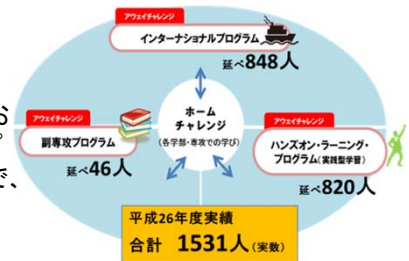 アウェイチャレンジ
インターナショナルプログラム
延べ848人
お
アウェイチャレンジ
副専攻プログラム
延べ46人
ホーム
チャレンジ
(各学部・専攻での学び)
アウェイチャレンジ
ハンズオン・ラーニング・
プログラム(実践型学習)
延べ820人
で、
平成26年度実績
合計 1531人(実数)